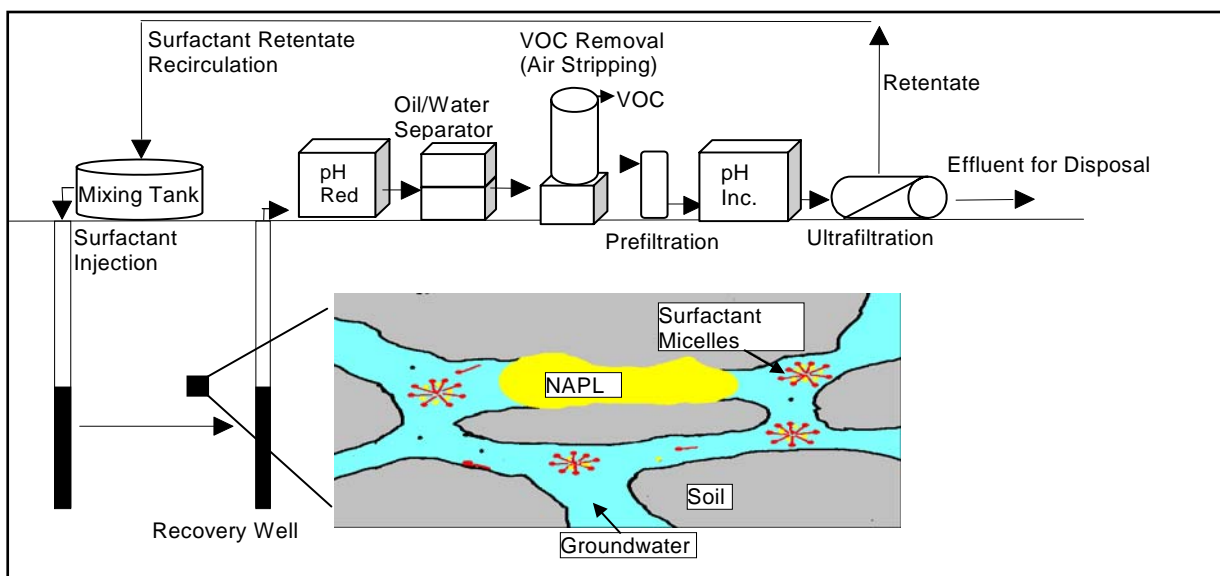 Surfactant Retentate
Recirculation
VOC Removal
(Air Stripping)
VOC
Retentate
Oil/Water
Separator
Mixing Tank
pH
Red
pH
Inc.
Effluent for Disposal
Surfactant
Injection
Prefiltration
Ultrafiltration
Surfactant
Micelles
NAPL
Soil
Recovery Well
Groundwater